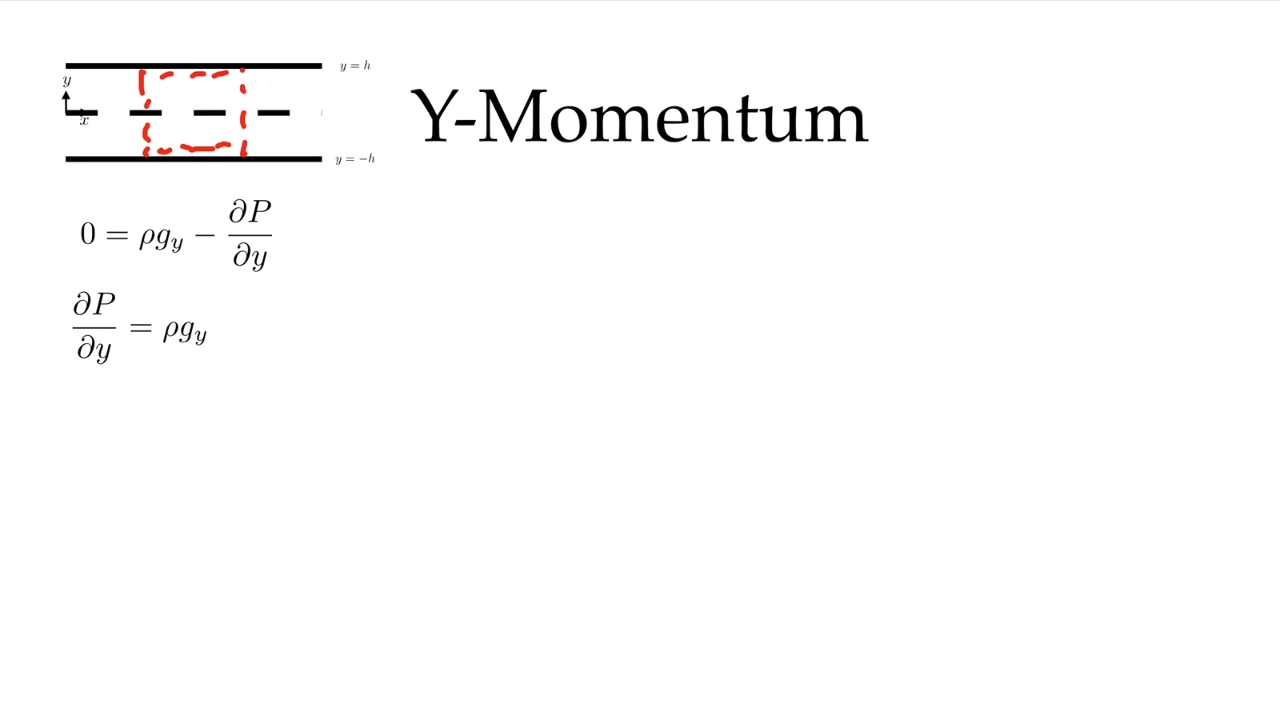 y = h
y
x
Y-Momentum
y = −h
0 = ρg_y − ∂P/∂y
∂P/∂y = ρg_y